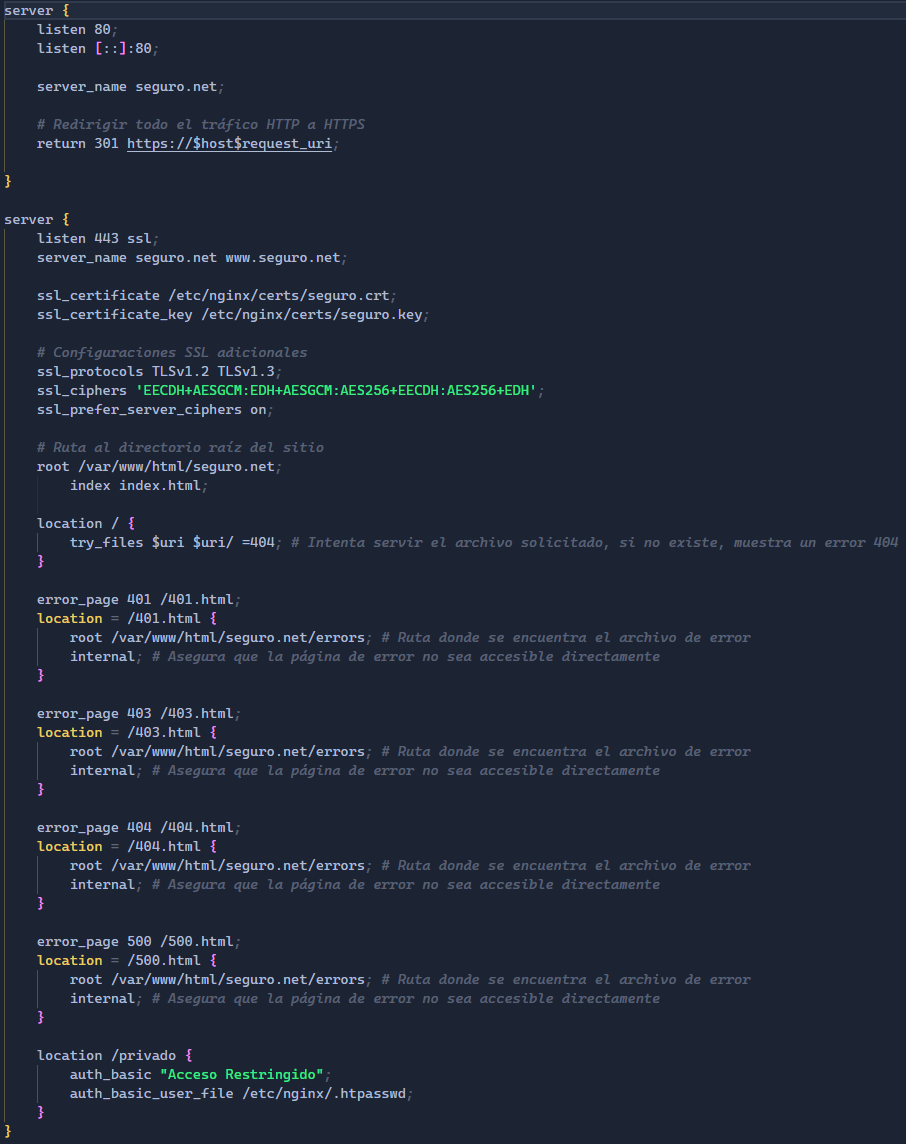 server {
    listen 80;
    listen [::]:80;

    server_name seguro.net;

    # Redirigir todo el tráfico HTTP a HTTPS
    return 301 https://$host$request_uri;

}

server {
    listen 443 ssl;
    server_name seguro.net www.seguro.net;

    ssl_certificate /etc/nginx/certs/seguro.crt;
    ssl_certificate_key /etc/nginx/certs/seguro.key;

    # Configuraciones SSL adicionales
    ssl_protocols TLSv1.2 TLSv1.3;
    ssl_ciphers 'EECDH+AESGCM:EDH+AESGCM:AES256+EECDH:AES256+EDH';
    ssl_prefer_server_ciphers on;

    # Ruta al directorio raíz del sitio
    root /var/www/html/seguro.net;
        index index.html;

    location / {
        try_files $uri $uri/ =404; # Intenta servir el archivo solicitado, si no existe, muestra un error 404
    }

    error_page 401 /401.html;
    location = /401.html {
        root /var/www/html/seguro.net/errors; # Ruta donde se encuentra el archivo de error
        internal; # Asegura que la página de error no sea accesible directamente
    }

    error_page 403 /403.html;
    location = /403.html {
        root /var/www/html/seguro.net/errors; # Ruta donde se encuentra el archivo de error
        internal; # Asegura que la página de error no sea accesible directamente
    }

    error_page 404 /404.html;
    location = /404.html {
        root /var/www/html/seguro.net/errors; # Ruta donde se encuentra el archivo de error
        internal; # Asegura que la página de error no sea accesible directamente
    }

    error_page 500 /500.html;
    location = /500.html {
        root /var/www/html/seguro.net/errors; # Ruta donde se encuentra el archivo de error
        internal; # Asegura que la página de error no sea accesible directamente
    }

    location /privado {
        auth_basic "Acceso Restringido";
        auth_basic_user_file /etc/nginx/.htpasswd;
    }
}